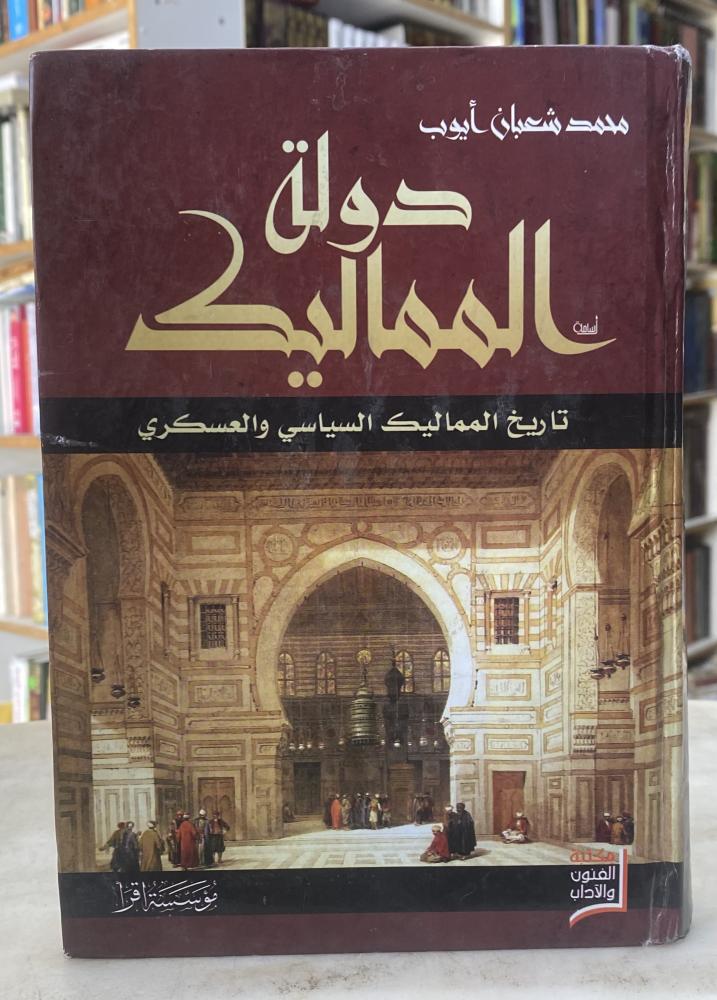 محمد شعبان أيوب
دولة
المماليك
أسامة
تاريخ المماليك السياسي والعسكري
مكتبة
الفنون
والآداب
مؤسسة اقرأ